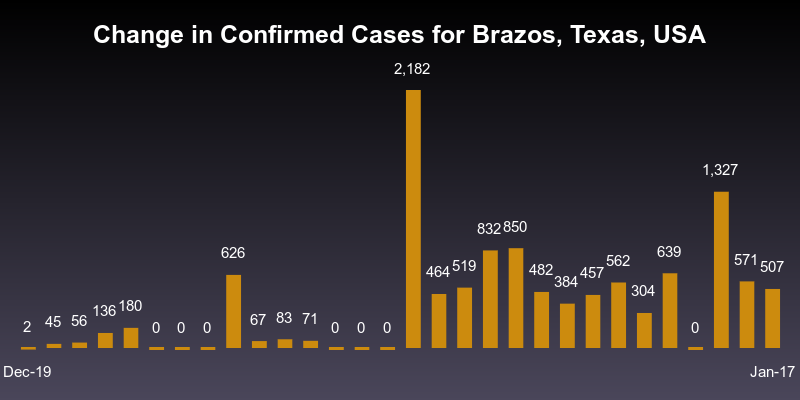 Change in Confirmed Cases for Brazos, Texas, USA
2 45 56 136 180 0 0 0 626 67 83 71 0 0 0 2,182 464 519 832 850 482 384 457 562 304 639 0 1,327 571 507
Dec-19 Jan-17